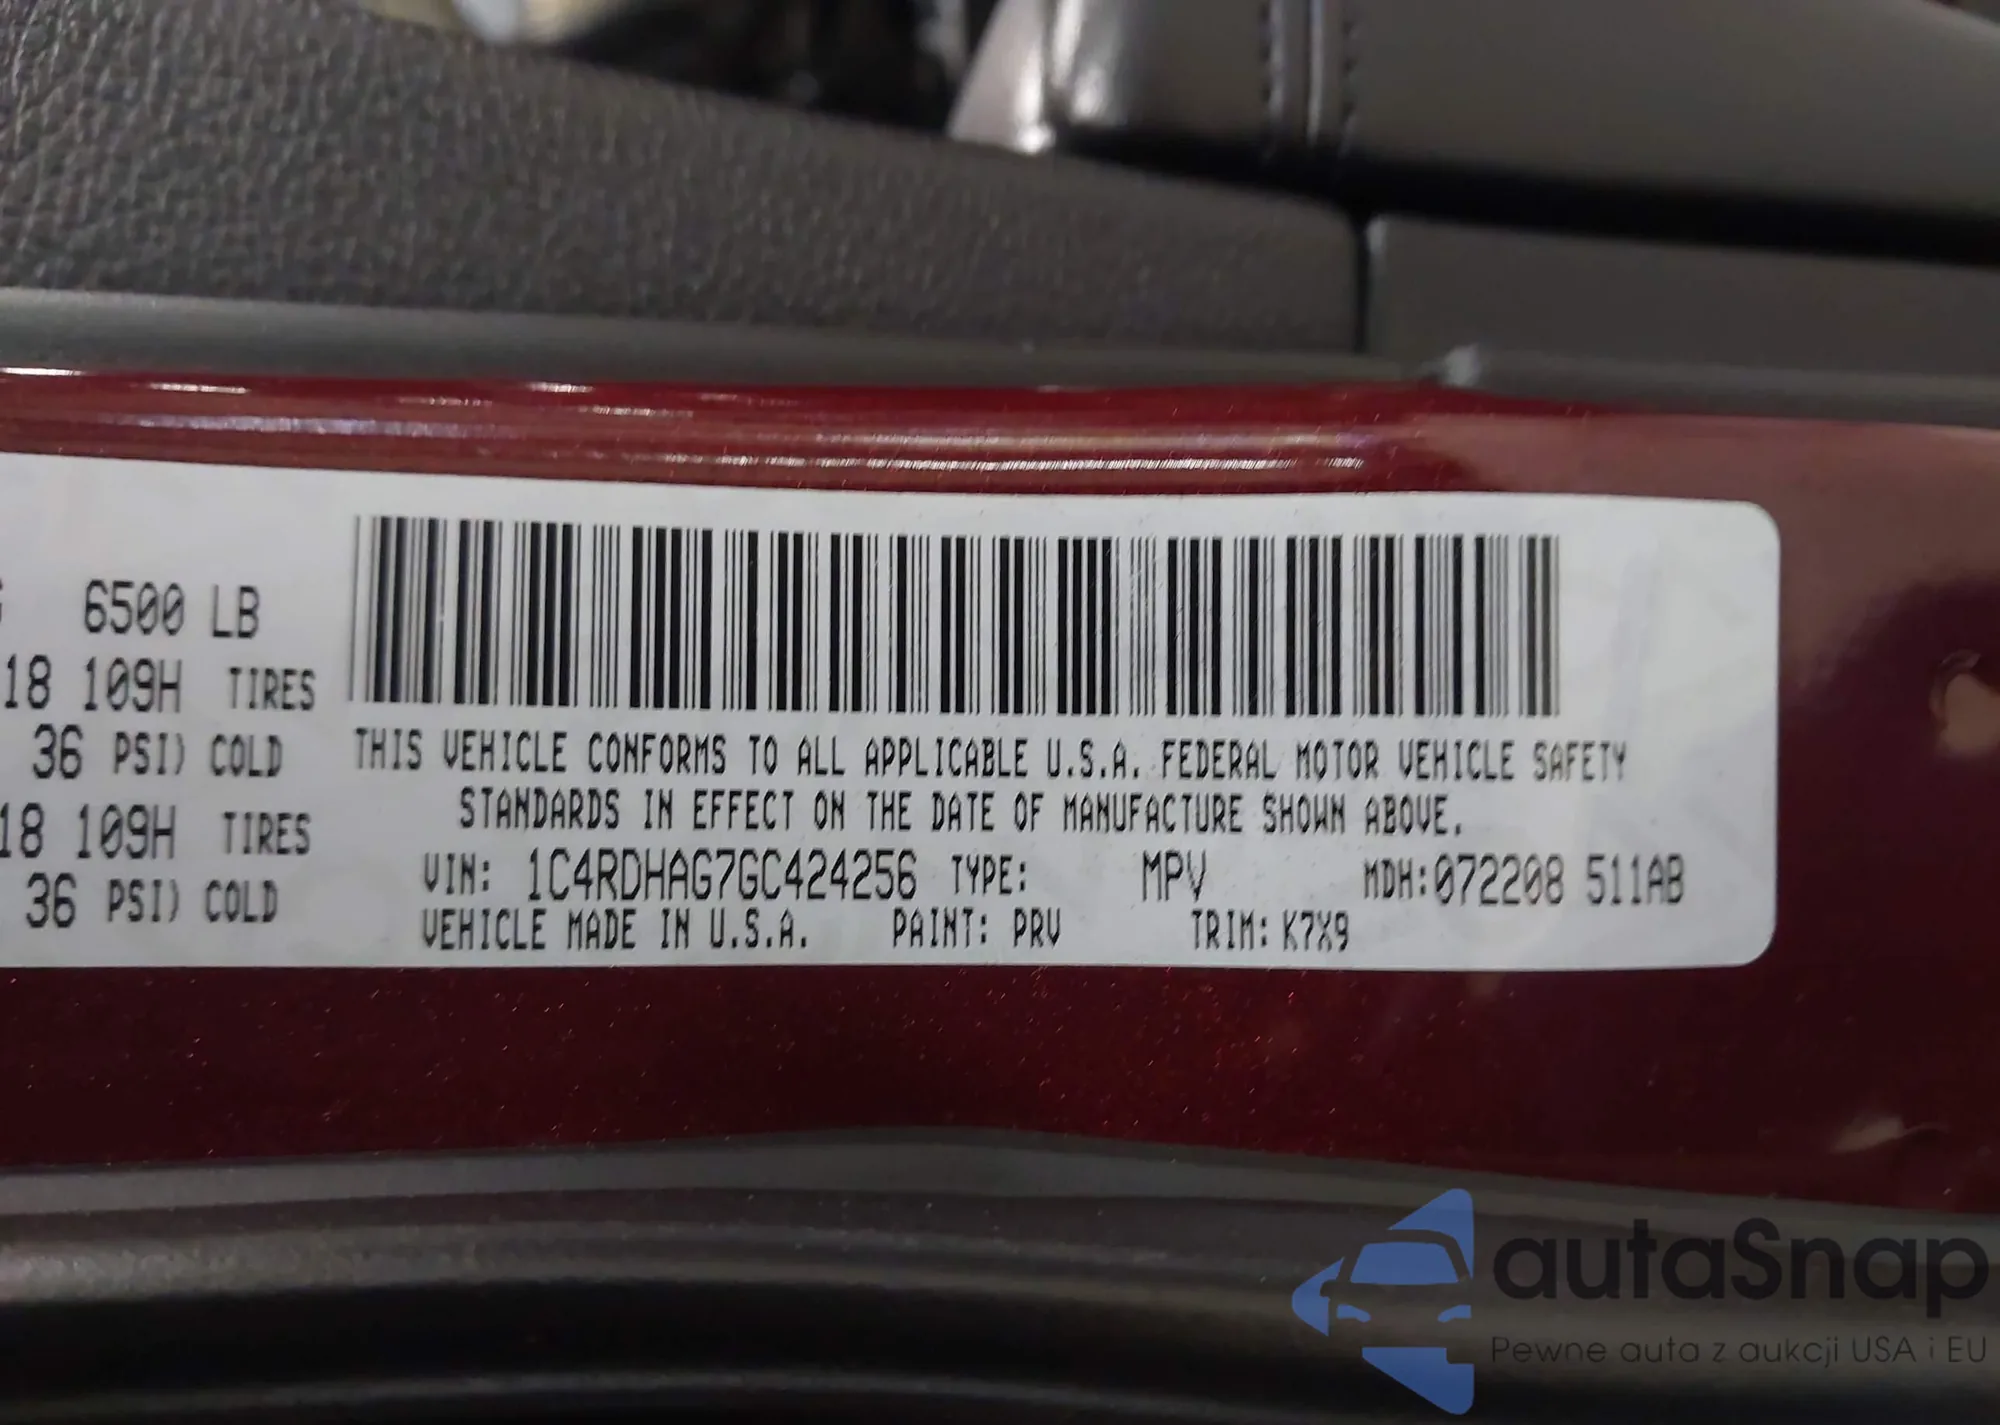 6500 LB
18 109H TIRES
36 PSI) COLD
18 109H TIRES
36 PSI) COLD
THIS VEHICLE CONFORMS TO ALL APPLICABLE U.S.A. FEDERAL MOTOR VEHICLE SAFETY
STANDARDS IN EFFECT ON THE DATE OF MANUFACTURE SHOWN ABOVE.
VIN: 1C4RDHAG7GC424256 TYPE: MPV MDH:072208 511AB
VEHICLE MADE IN U.S.A. PAINT: PRV TRIM: K7X9
autaSnap
Pewne auta z aukcji USA i EU